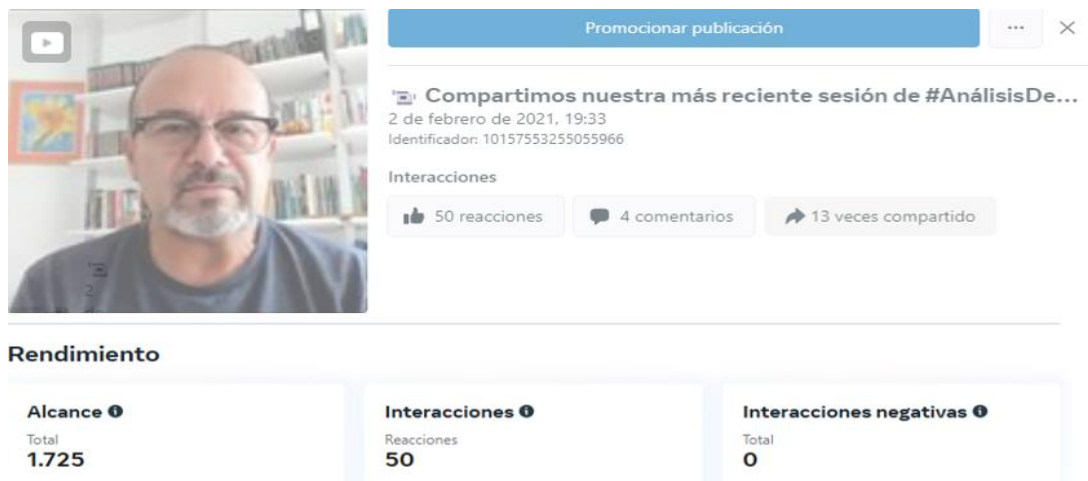 Promocionar publicación
Compartimos nuestra más reciente sesión de #AnálisisDe...
2 de febrero de 2021, 19:33
Identificador: 10157553255055966
Interacciones
50 reacciones
4 comentarios
13 veces compartido
2
Rendimiento
Alcance
Total
1.725
Interacciones
Reacciones
50
Interacciones negativas
Total
0